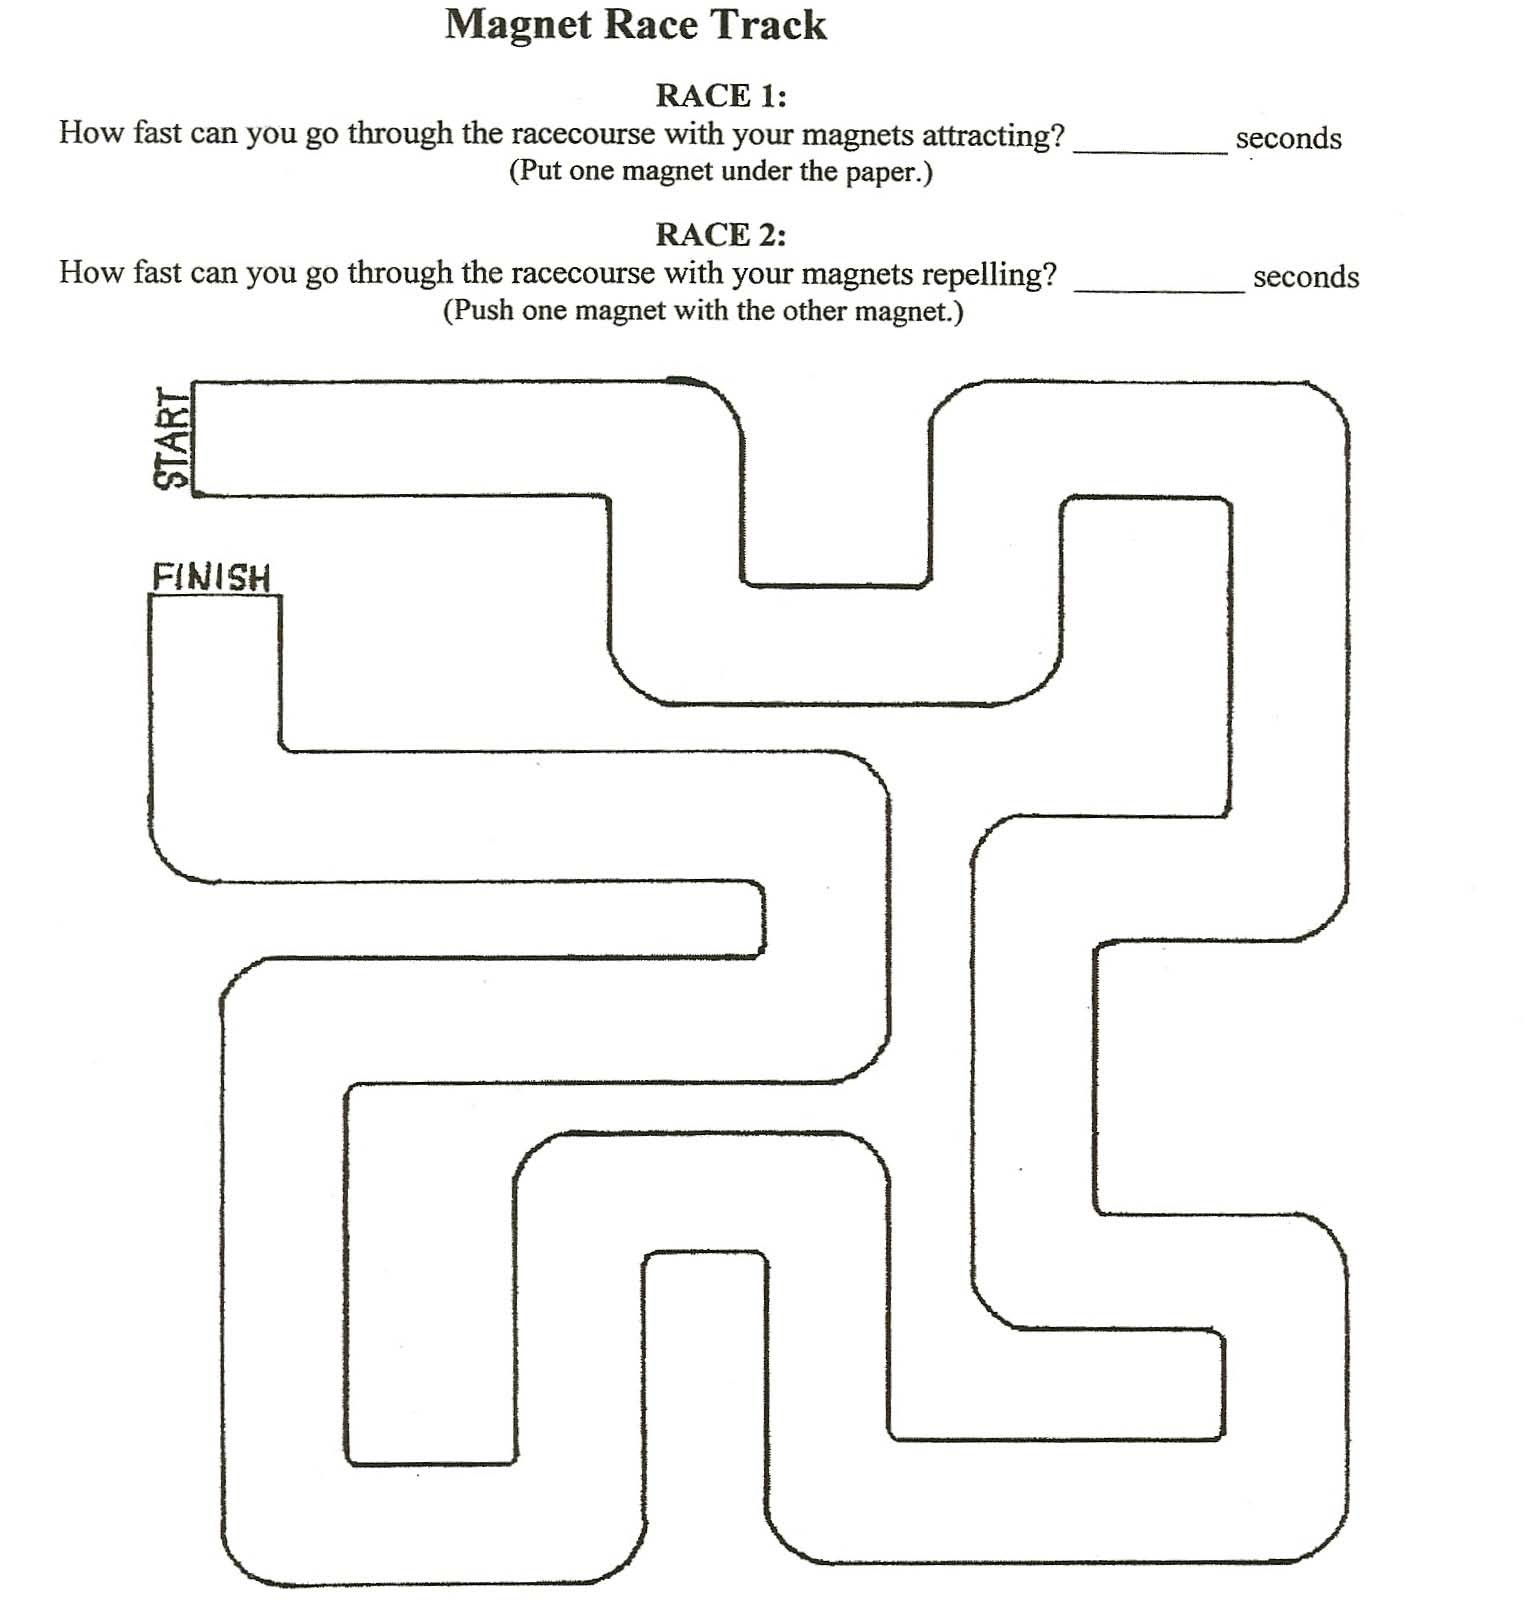 Magnet Race Track
RACE 1:
How fast can you go through the racecourse with your magnets attracting? __________ seconds
(Put one magnet under the paper.)
RACE 2:
How fast can you go through the racecourse with your magnets repelling? ___________ seconds
(Push one magnet with the other magnet.)
START
FINISH